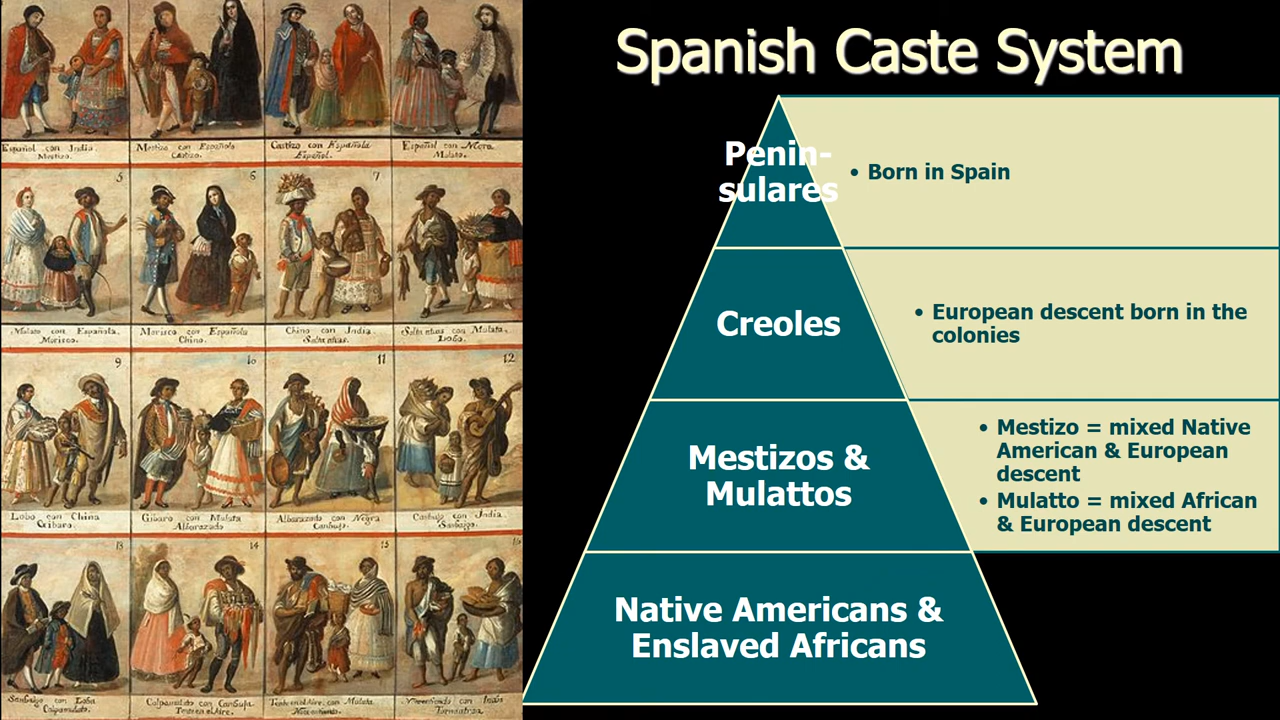 Spanish Caste System
Penin-
sulares
• Born in Spain
Creoles
• European descent born in the
colonies
Mestizos &
Mulattos
• Mestizo = mixed Native
American & European
descent
• Mulatto = mixed African
& European descent
Native Americans &
Enslaved Africans
Español con India.
Mestizo.
Mestizo con Española
Castizo.
Castizo con Española
Español.
Español con Mora.
Mulato.
5
6
7
Mulato con Española.
Morisco.
Morisco con Española
Chino.
Chino con India.
Salta atras.
Salta atras con Mulata.
Lobo.
9
10
11
12
Lobo con China
Gibaro.
Gibaro con Mulata
Albarazado
Albarazado con Negra
Cambujo.
Cambujo con India.
Sanbaigo.
13
14
15
16
Sanbaigo con Loba
Calpamulato.
Calpamulato con Cambuja
Tente en el Aire.
Tente en el Aire con Mulata
con India